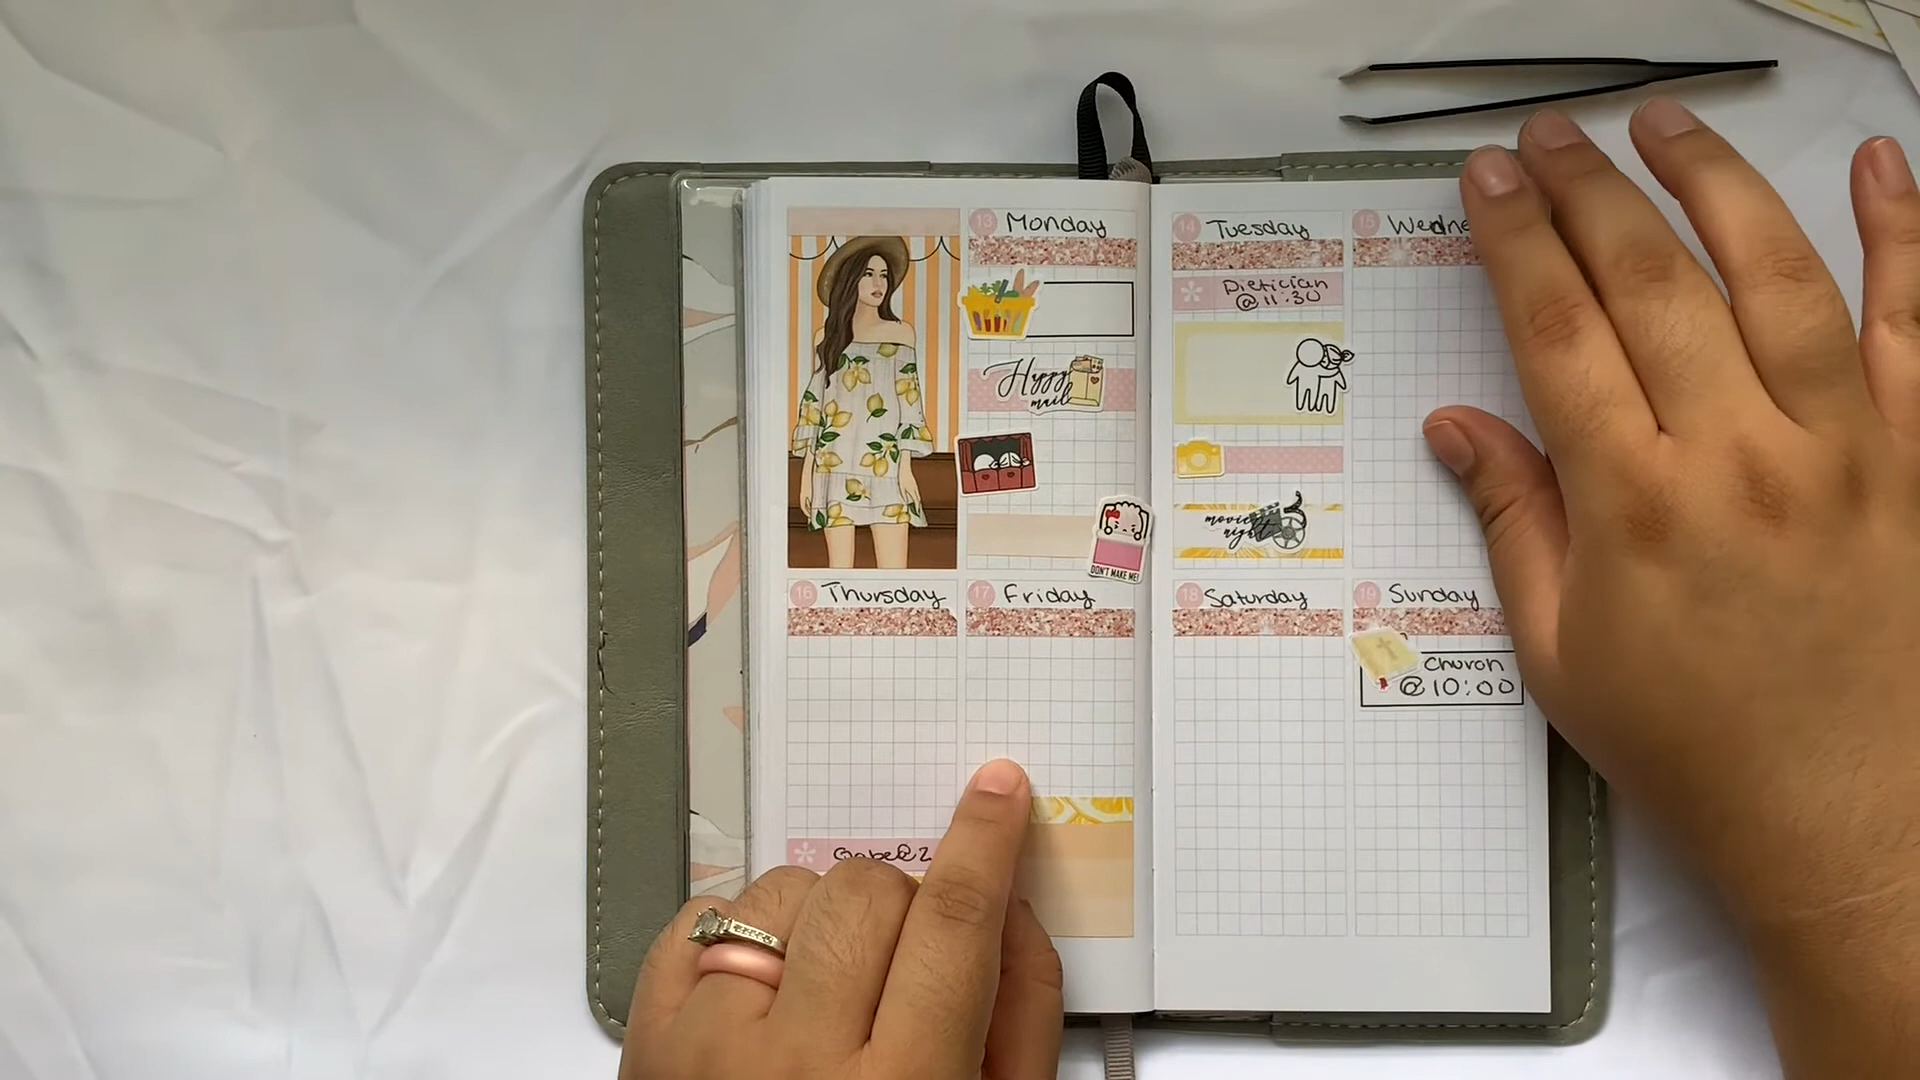 13 Monday
Happy
mail
DON'T MAKE ME!
14 Tuesday
Dietician
@ 11:30
movie
night
15 Wedne
16 Thursday
17 Friday
18 Saturday
19 Sunday
Church
@ 10:00